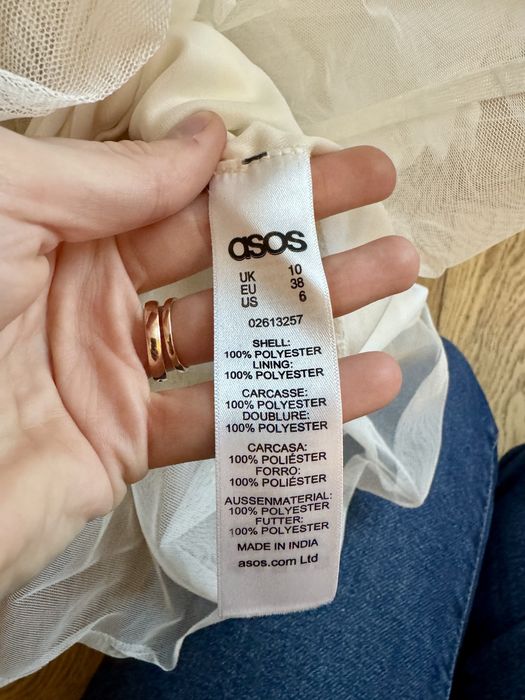 asos
UK 10
EU 38
US 6
02613257
SHELL:
100% POLYESTER
LINING:
100% POLYESTER
CARCASSE:
100% POLYESTER
DOUBLURE:
100% POLYESTER
CARCASA:
100% POLIÉSTER
FORRO:
100% POLIÉSTER
AUSSENMATERIAL:
100% POLYESTER
FUTTER:
100% POLYESTER
MADE IN INDIA
asos.com Ltd